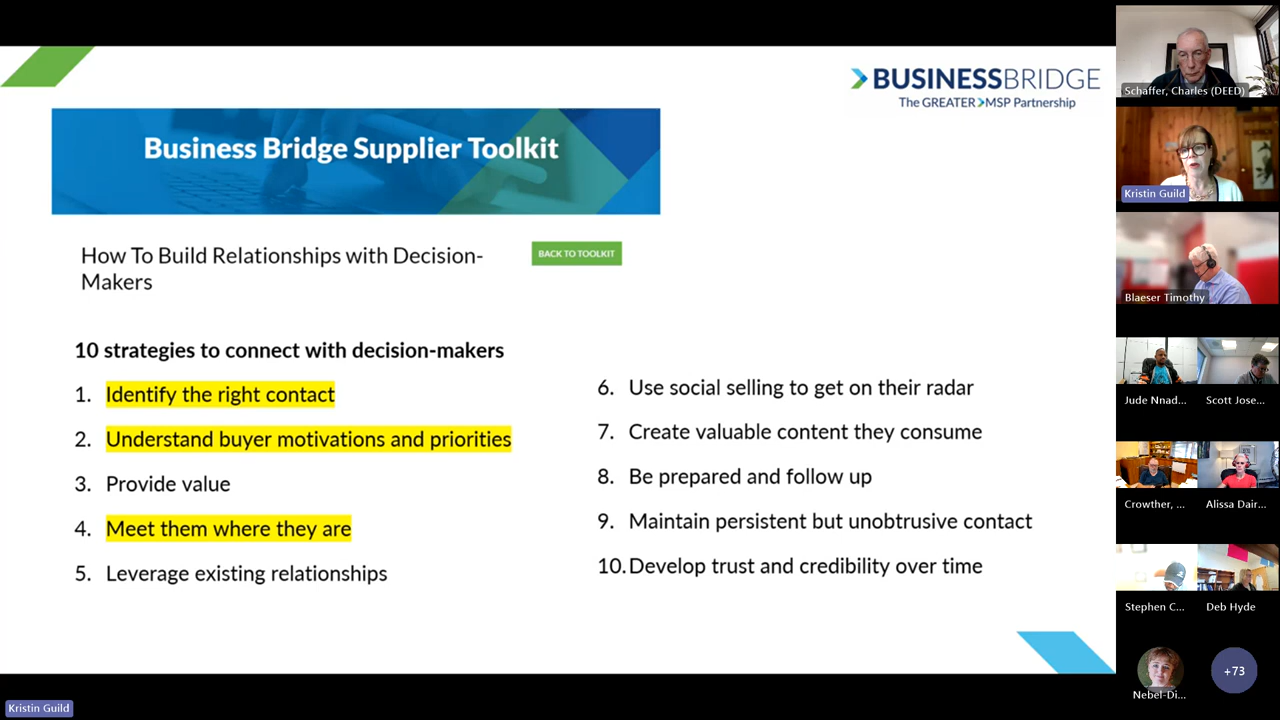 BUSINESSBRIDGE
The GREATER>MSP Partnership
Business Bridge Supplier Toolkit
How To Build Relationships with Decision-
Makers
BACK TO TOOLKIT
10 strategies to connect with decision-makers
1. Identify the right contact
2. Understand buyer motivations and priorities
3. Provide value
4. Meet them where they are
5. Leverage existing relationships
6. Use social selling to get on their radar
7. Create valuable content they consume
8. Be prepared and follow up
9. Maintain persistent but unobtrusive contact
10. Develop trust and credibility over time
Schaffer, Charles (DEED)
Kristin Guild
Blaeser Timothy
Jude Nnad...
Scott Jose...
Crowther, ...
Alissa Dair...
Stephen C...
Deb Hyde
Nebel-Di...
+73
Kristin Guild